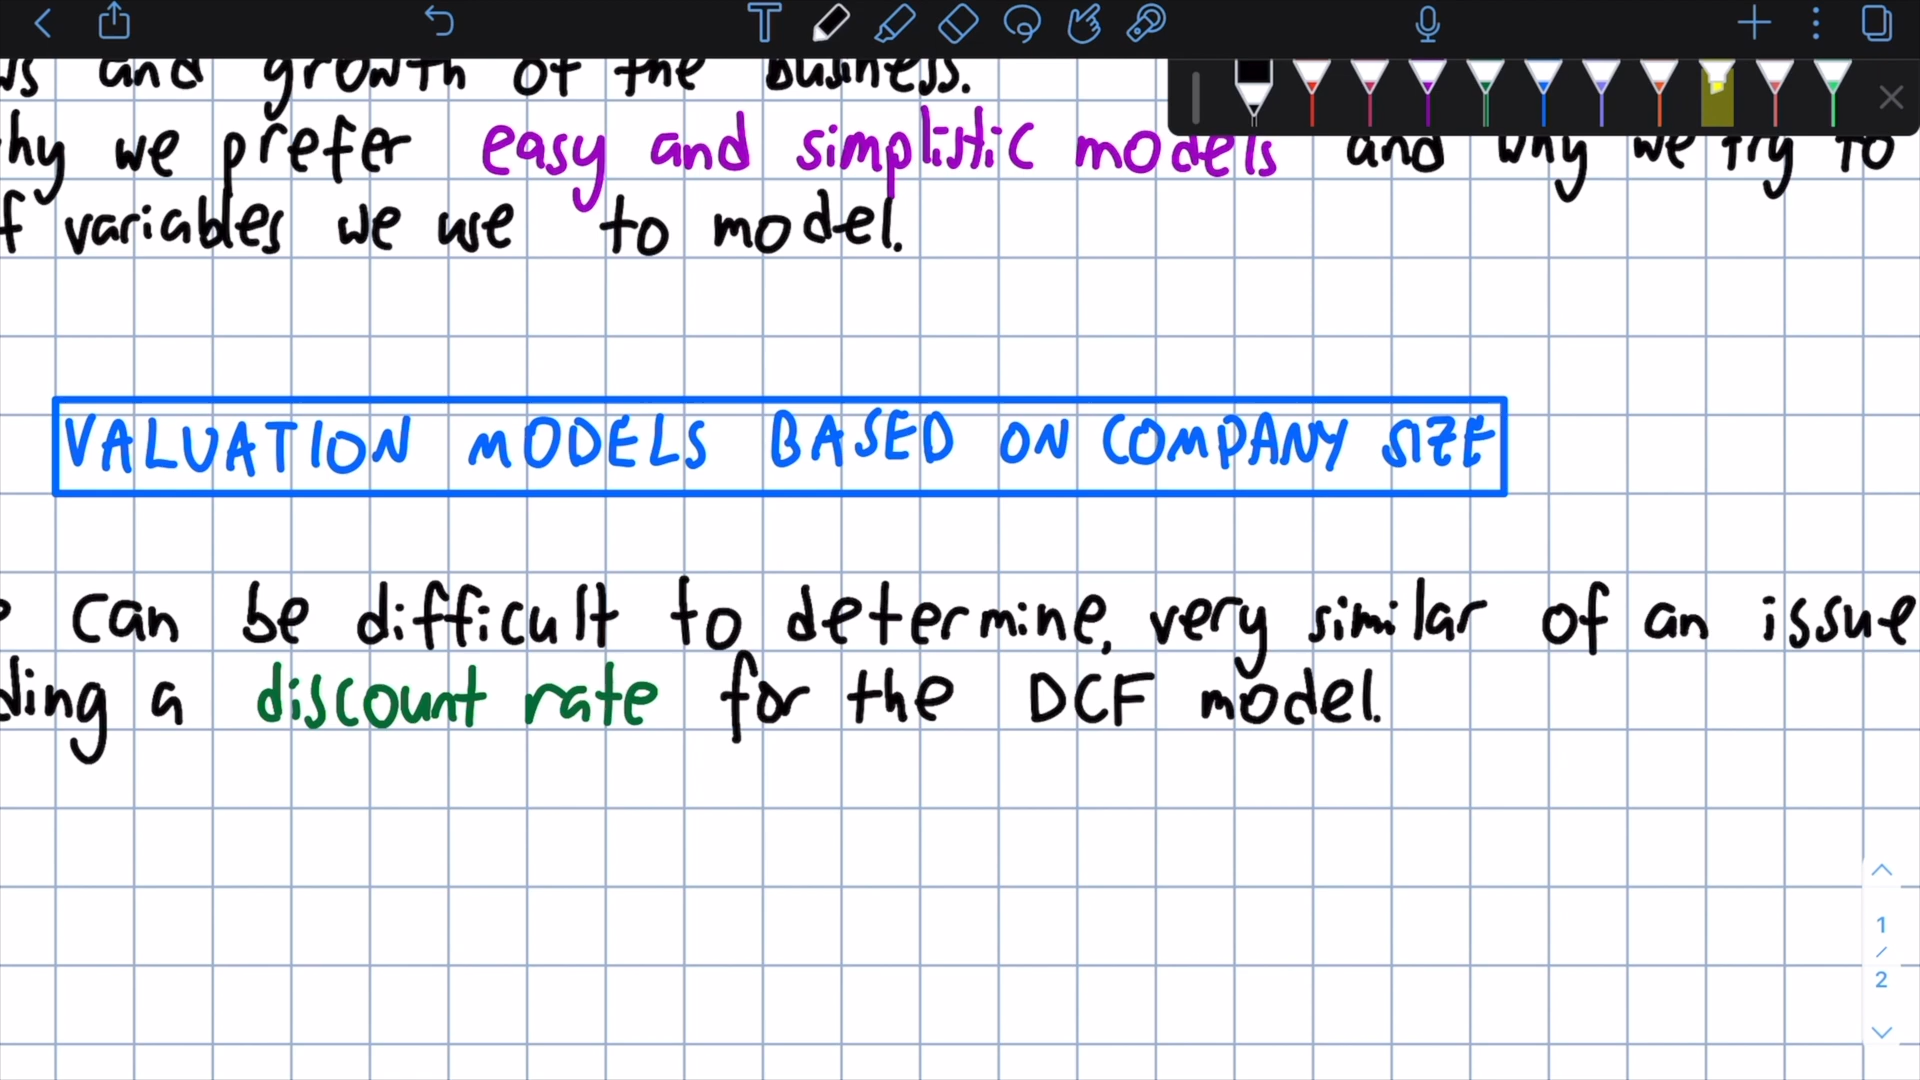 and growth of the business.
we prefer easy and simplistic models and why we try to
variables we use to model.
VALUATION MODELS BASED ON COMPANY SIZE
can be difficult to determine, very similar of an issue
a discount rate for the DCF model.
1
/
2